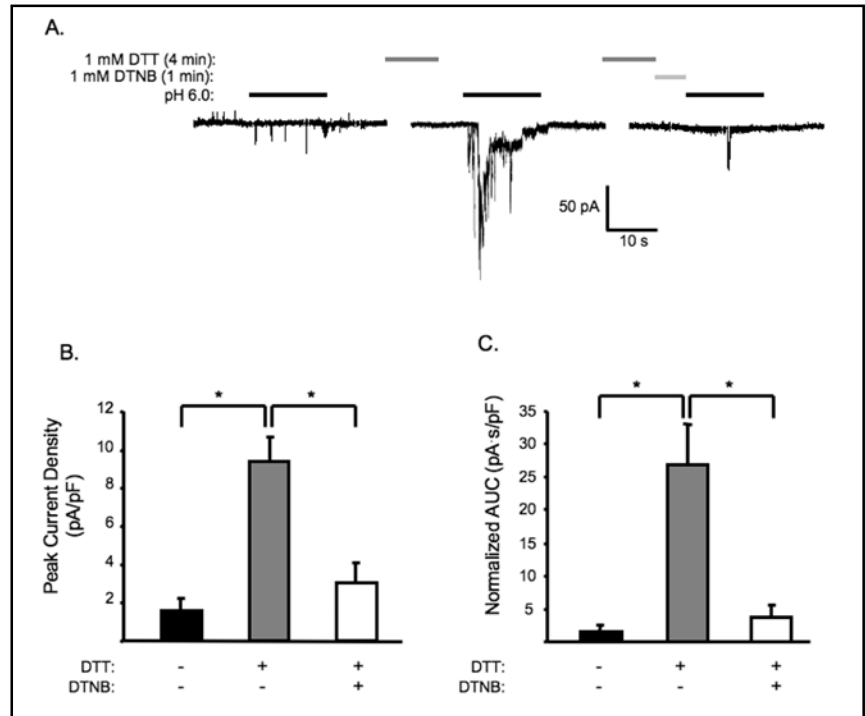 A.
1 mM DTT (4 min):
1 mM DTNB (1 min):
pH 6.0:
50 pA
10 s
B.
*
*
Peak Current Density
(pA/pF)
12
10
8
6
4
2
DTT: - + +
DTNB: - - +
C.
*
*
Normalized AUC (pA·s/pF)
35
30
25
20
15
10
5
DTT: - + +
DTNB: - - +